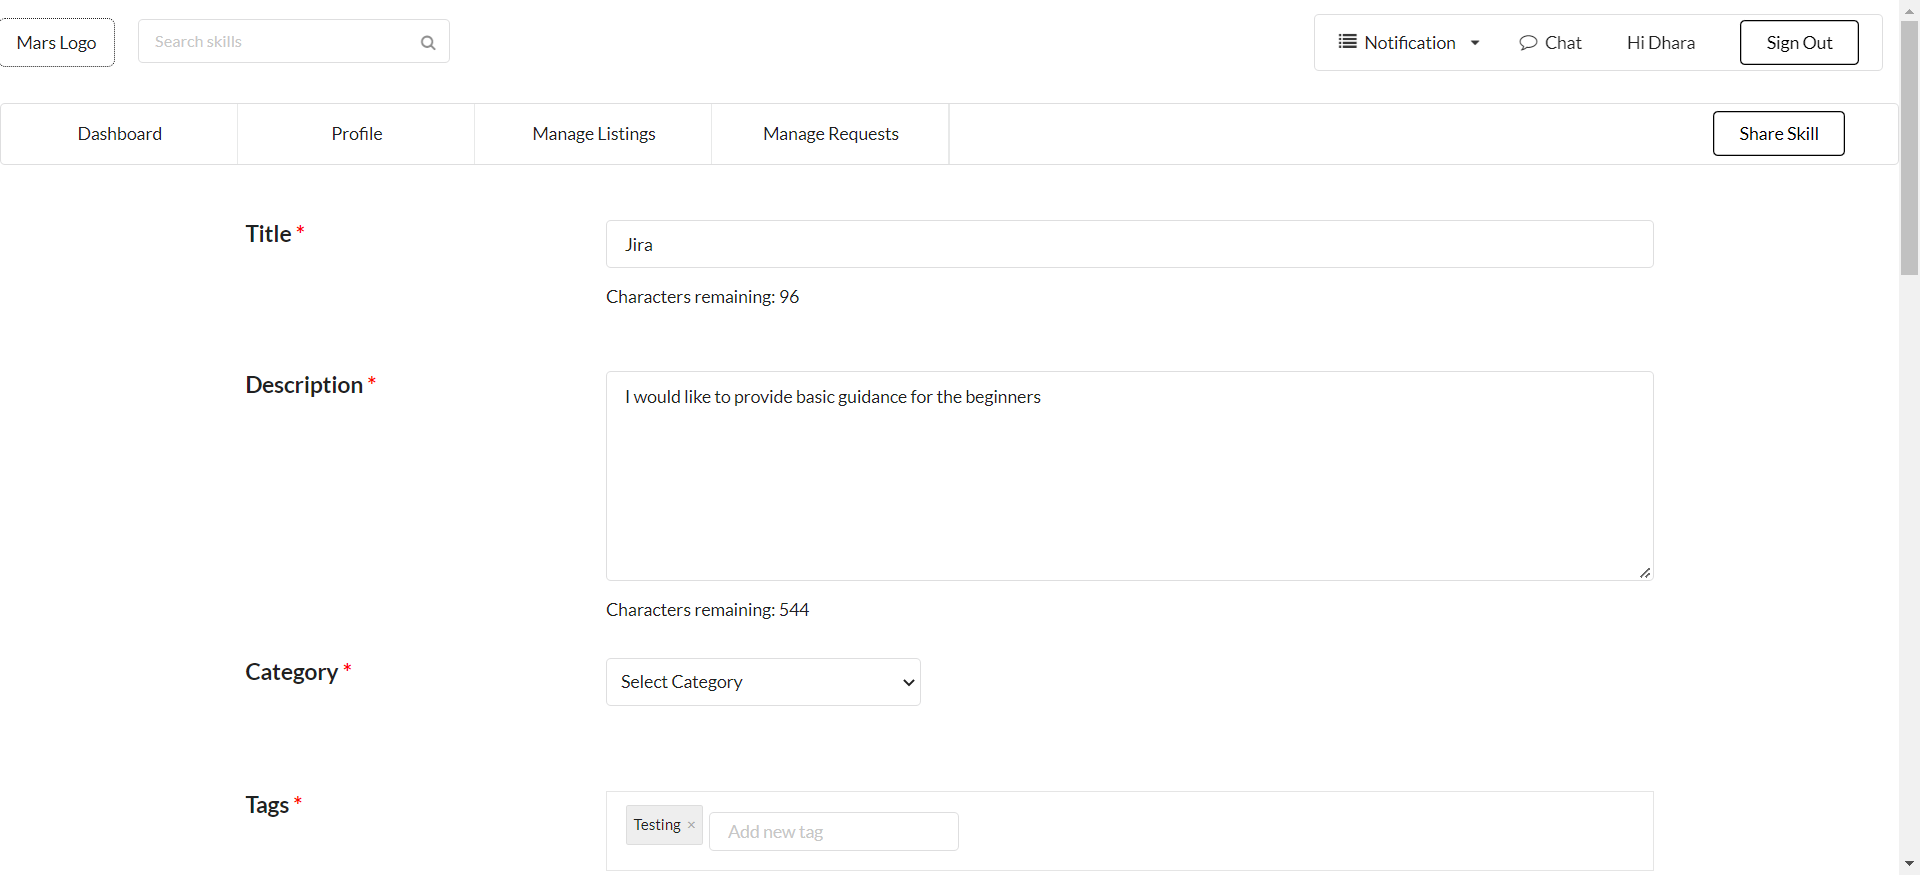 Mars Logo
Search skills
Notification
Chat
Hi Dhara
Sign Out
Dashboard
Profile
Manage Listings
Manage Requests
Share Skill
Title *
Jira
Characters remaining: 96
Description *
I would like to provide basic guidance for the beginners
Characters remaining: 544
Category *
Select Category
Tags *
Testing ×
Add new tag